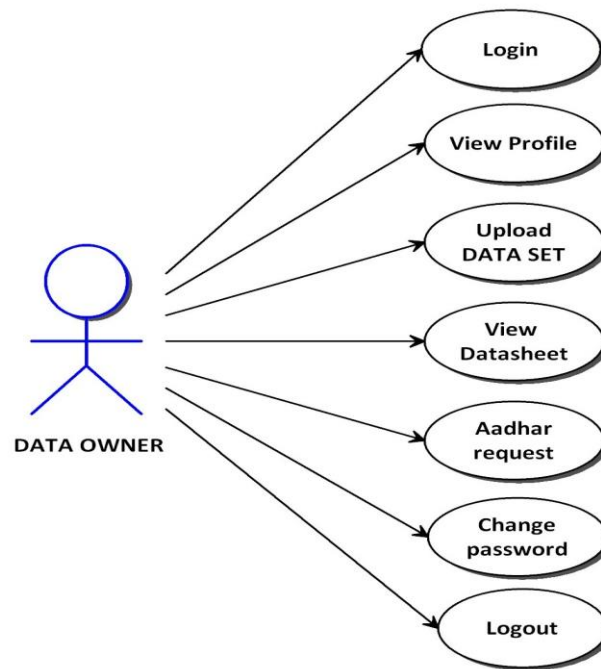 Login
View Profile
Upload
DATA SET
View
Datasheet
Aadhar
request
Change
password
Logout
DATA OWNER